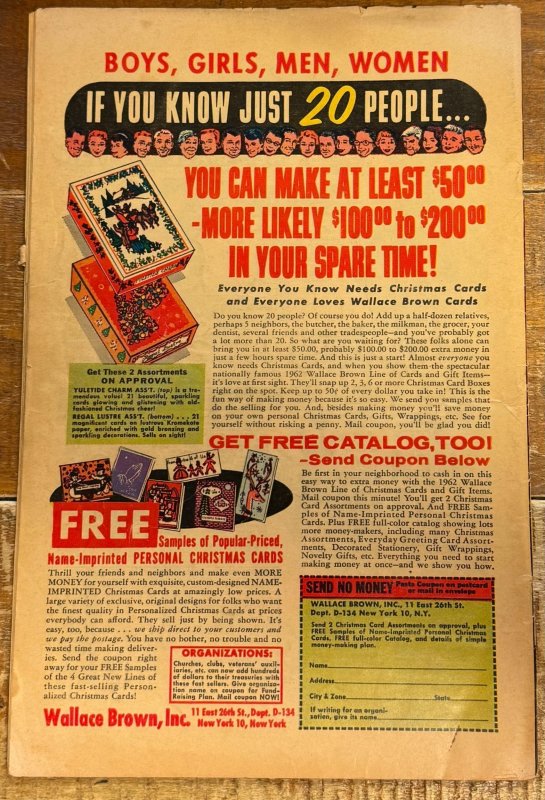 BOYS, GIRLS, MEN, WOMEN
IF YOU KNOW JUST 20 PEOPLE...
YOU CAN MAKE AT LEAST $50⁰⁰
-MORE LIKELY $100⁰⁰ to $200⁰⁰
IN YOUR SPARE TIME!
Everyone You Know Needs Christmas Cards
and Everyone Loves Wallace Brown Cards
Do you know 20 people? Of course you do! Add up a half-dozen relatives,
perhaps 5 neighbors, the butcher, the baker, the milkman, the grocer, your
dentist, several friends and other tradespeople—and you've probably got
a lot more than 20. So what are you waiting for? These folks alone can
bring you in at least $50.00, probably $100.00 to $200.00 extra money in
just a few hours spare time. And this is just a start! Almost everyone you
know needs Christmas Cards, and when you show them the spectacular
nationally famous 1962 Wallace Brown Line of Cards and Gift Items—
it's love at first sight. They'll snap up 2, 3, 6 or more Christmas Card Boxes
right on the spot. Keep up to 50¢ of every dollar you take in! This is the
fun way of making money because it's so easy. We send you samples that
do the selling for you. And, besides making money you'll save money
on your own personal Christmas Cards, Gifts, Wrappings, etc. See for
yourself without risking a penny. Mail coupon, you'll be glad you did!
Get These 2 Assortments
ON APPROVAL
YULETIDE CHARM ASS'T. (top) is a tre-
mendous value! 21 beautiful, sparkling
cards glowing and glistening with old-
fashioned Christmas cheer!
REGAL LUSTRE ASS'T. (bottom) . . . 21
magnificent cards on lustrous Kromekote
paper, enriched with gold bronzing and
sparkling decorations. Sells on sight!
GET FREE CATALOG,TOO!
—Send Coupon Below
Be first in your neighborhood to cash in on this
easy way to extra money with the 1962 Wallace
Brown Line of Christmas Cards and Gift Items.
Mail coupon this minute! You'll get 2 Christmas
Card Assortments on approval. And FREE Sam-
ples of Name-Imprinted Personal Christmas
Cards. Plus FREE full-color catalog showing lots
more money-makers, including many Christmas
Assortments, Everyday Greeting Card Assort-
ments, Decorated Stationery, Gift Wrappings,
Novelty Gifts, etc. Everything you need to start
making money at once—and we show you how.
FREE
Samples of Popular-Priced,
Name-Imprinted PERSONAL CHRISTMAS CARDS
Thrill your friends and neighbors and make even MORE
MONEY for yourself with exquisite, custom-designed NAME-
IMPRINTED Christmas Cards at amazingly low prices. A
large variety of exclusive, original designs for folks who want
the finest quality in Personalized Christmas Cards at prices
everybody can afford. They sell just by being shown. It's
easy, too, because . . . we ship direct to your customers and
we pay the postage. You have no bother, no trouble and no
wasted time making deliver-
ies. Send the coupon right
away for your FREE Samples
of the 4 Great New Lines of
these fast-selling Person-
alized Christmas Cards!
ORGANIZATIONS:
Churches, clubs, veterans' auxil-
iaries, etc. can now add hundreds
of dollars to their treasuries with
these fast sellers. Give organiza-
tion name on coupon for Fund-
Raising Plan. Mail coupon NOW!
Wallace Brown, Inc. 11 East 26th St., Dept. D-134
New York 10, New York
SEND NO MONEY Paste Coupon on postcard
or mail in envelope
WALLACE BROWN, INC., 11 East 26th St.
Dept. D-134 New York 10, N.Y.
Send 2 Christmas Card Assortments on approval, plus
FREE Samples of Name-Imprinted Personal Christmas
Cards, FREE full-color Catalog, and details of simple
money-making plan.
Name
Address
City & Zone State
If writing for an organi-
zation, give its name